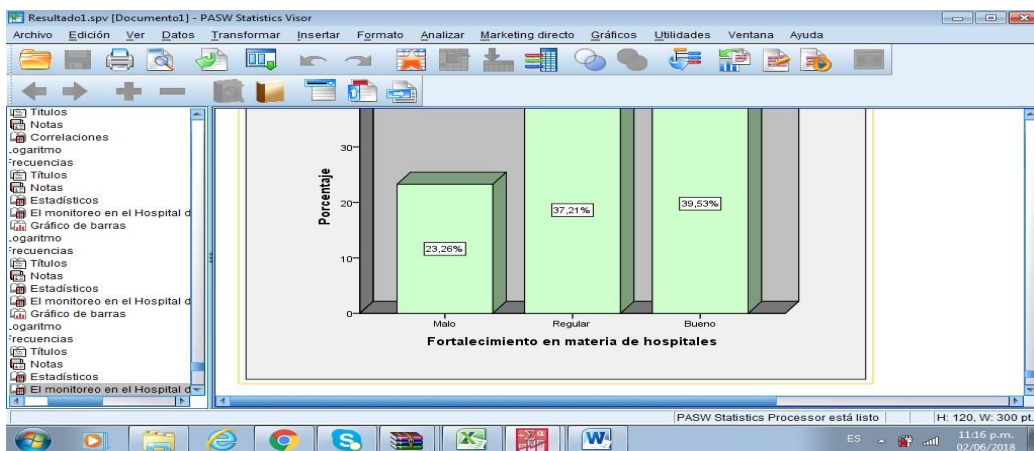 Resultado1.spv [Documento1] - PASW Statistics Visor
Archivo Edición Ver Datos Transformar Insertar Formato Analizar Marketing directo Gráficos Utilidades Ventana Ayuda
Títulos
Notas
Correlaciones
.ogaritmo
Frecuencias
Títulos
Notas
Estadísticos
El monitoreo en el Hospital d
Gráfico de barras
.ogaritmo
Frecuencias
Títulos
Notas
Estadísticos
El monitoreo en el Hospital d
Gráfico de barras
.ogaritmo
Frecuencias
Títulos
Notas
Estadísticos
El monitoreo en el Hospital d
Porcentaje
30
20
10
0
23,26%
37,21%
39,53%
Malo Regular Bueno
Fortalecimiento en materia de hospitales
PASW Statistics Processor está listo H: 120, W: 300 pt.
ES 11:16 p.m.
02/06/2018